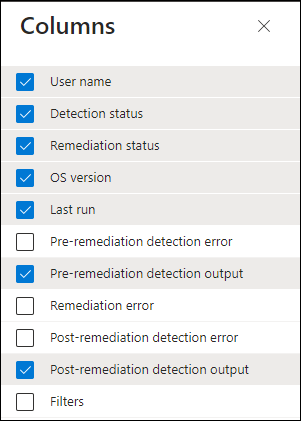 Columns
User name
Detection status
Remediation status
OS version
Last run
Pre-remediation detection error
Pre-remediation detection output
Remediation error
Post-remediation detection error
Post-remediation detection output
Filters